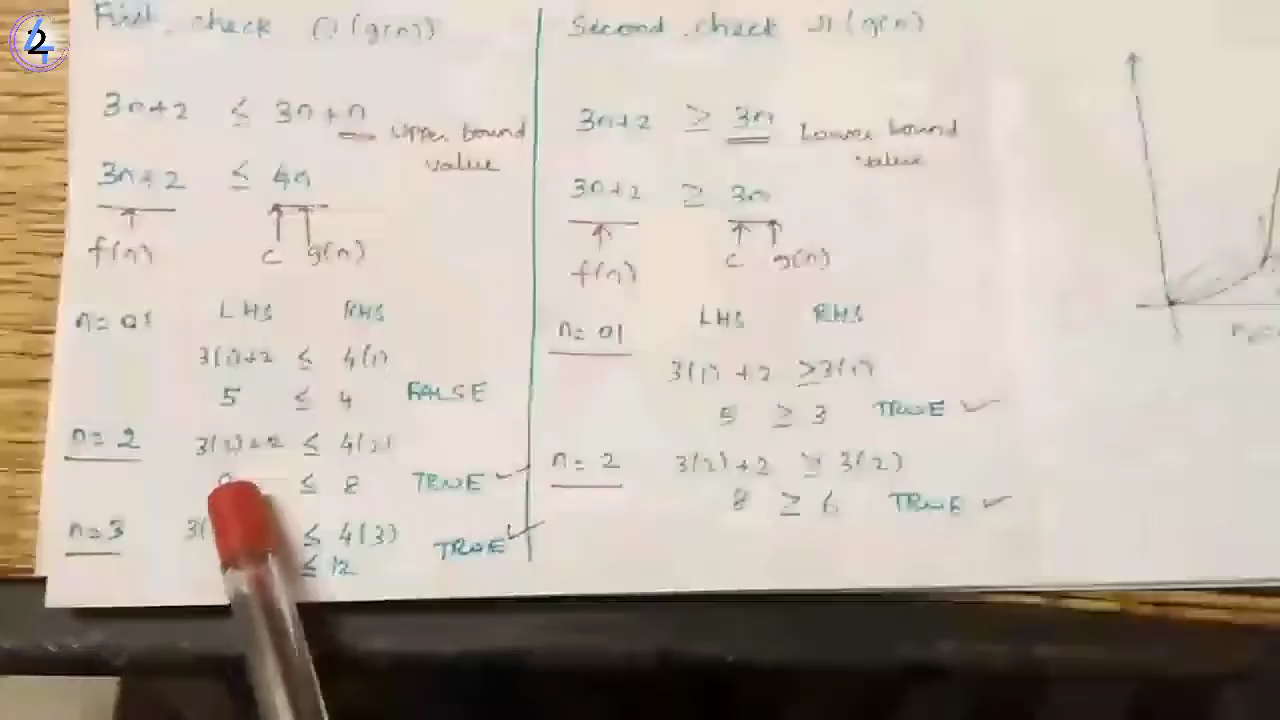 First check O(g(n))
3n+2 ≤ 3n+n
upper bound
value
3n+2 ≤ 4n
f(n) c g(n)
n=01 LHS RHS
3(1)+2 ≤ 4(1)
5 ≤ 4 FALSE
n=2 3(2)+2 ≤ 4(2)
≤ 8 TRUE
n=3 3( ≤ 4(3) TRUE
≤ 12
Second check Ω(g(n))
3n+2 ≥ 3n Lower bound
value
3n+2 ≥ 3n
f(n) c g(n)
n=01 LHS RHS
3(1)+2 ≥ 3(1)
5 ≥ 3 TRUE
n=2 3(2)+2 ≥ 3(2)
8 ≥ 6 TRUE